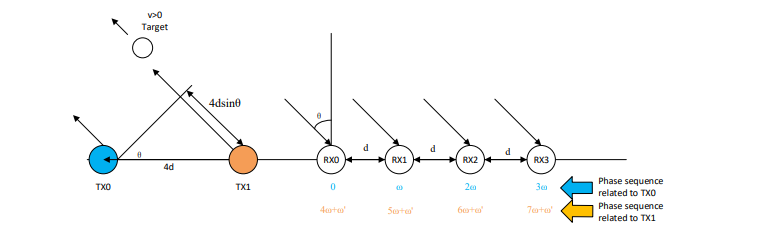 v>0
Target
4dsinθ
θ
θ
d
d
d
4d
RX0
RX1
RX2
RX3
TX0
TX1
0
ω
2ω
3ω
Phase sequence
related to TX0
4ω+ω'
5ω+ω'
6ω+ω'
7ω+ω'
Phase sequence
related to TX1